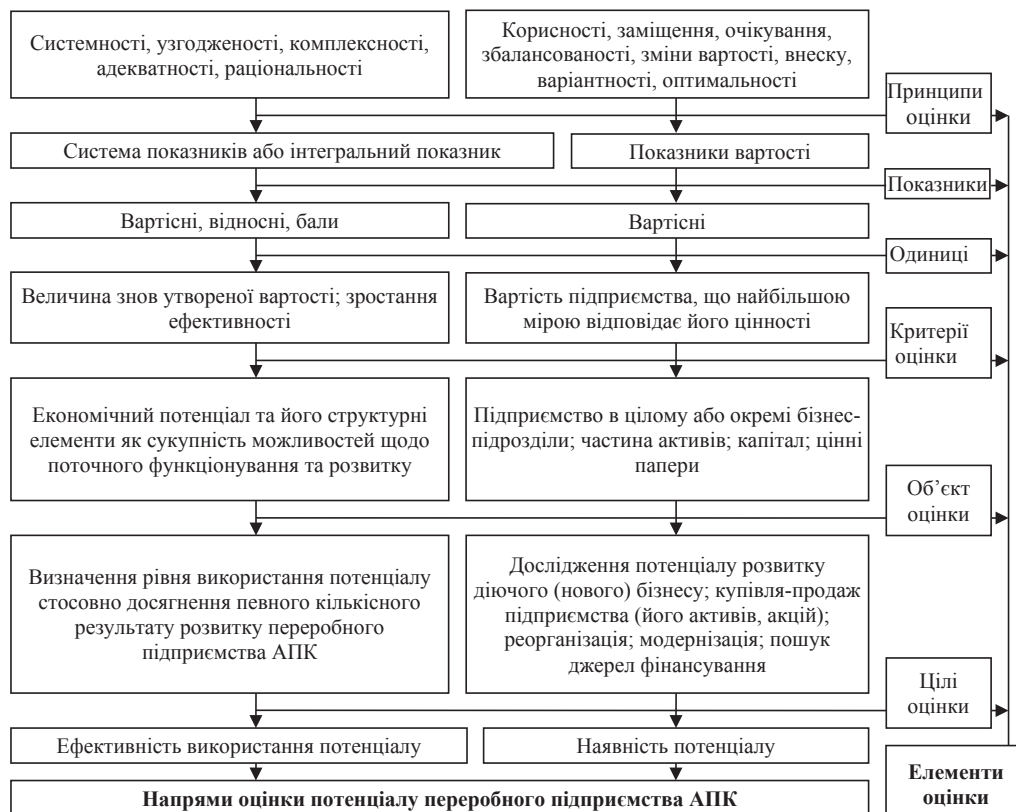 Системності, узгодженості, комплексності,
адекватності, раціональності
Корисності, заміщення, очікування,
збалансованості, зміни вартості, внеску,
варіантності, оптимальності
Принципи
оцінки
Система показників або інтегральний показник
Показники вартості
Показники
Вартісні, відносні, бали
Вартісні
Одиниці
Величина знов утвореної вартості; зростання
ефективності
Вартість підприємства, що найбільшою
мірою відповідає його цінності
Критерії
оцінки
Економічний потенціал та його структурні
елементи як сукупність можливостей щодо
поточного функціонування та розвитку
Підприємство в цілому або окремі бізнес-
підрозділи; частина активів; капітал; цінні
папери
Об’єкт
оцінки
Визначення рівня використання потенціалу
стосовно досягнення певного кількісного
результату розвитку переробного
підприємства АПК
Дослідження потенціалу розвитку
діючого (нового) бізнесу; купівля-продаж
підприємства (його активів, акцій);
реорганізація; модернізація; пошук
джерел фінансування
Цілі
оцінки
Ефективність використання потенціалу
Наявність потенціалу
Елементи
оцінки
Напрями оцінки потенціалу переробного підприємства АПК